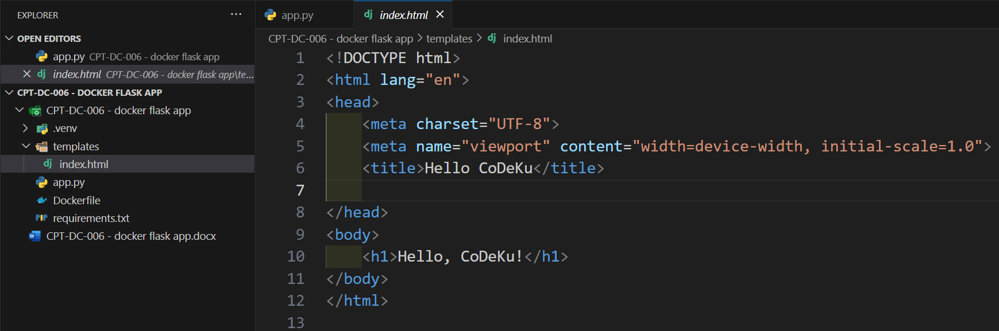 EXPLORER
OPEN EDITORS
app.py CPT-DC-006 - docker flask app
index.html CPT-DC-006 - docker flask app\te...
CPT-DC-006 - DOCKER FLASK APP
CPT-DC-006 - docker flask app
.venv
templates
index.html
app.py
Dockerfile
requirements.txt
CPT-DC-006 - docker flask app.docx
app.py
index.html
CPT-DC-006 - docker flask app > templates > index.html
1 <!DOCTYPE html>
2 <html lang="en">
3 <head>
4 <meta charset="UTF-8">
5 <meta name="viewport" content="width=device-width, initial-scale=1.0">
6 <title>Hello CoDeKu</title>
7
8 </head>
9 <body>
10 <h1>Hello, CoDeKu!</h1>
11 </body>
12 </html>
13